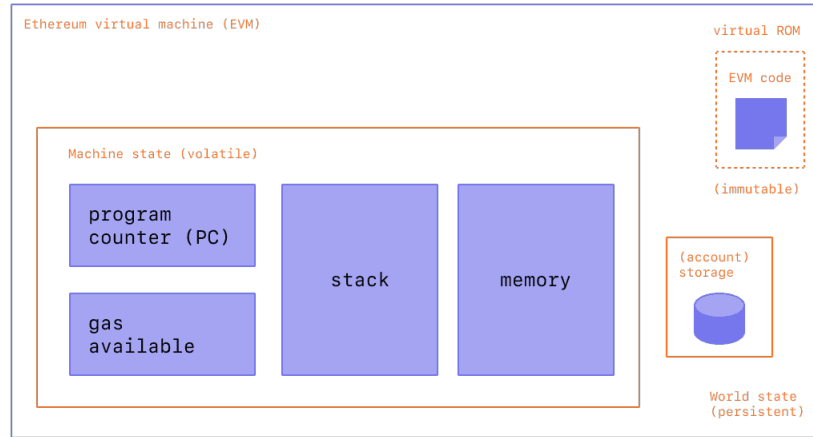 Ethereum virtual machine (EVM)
virtual ROM
EVM code
(immutable)
Machine state (volatile)
program
counter (PC)
gas
available
stack
memory
(account)
storage
World state
(persistent)